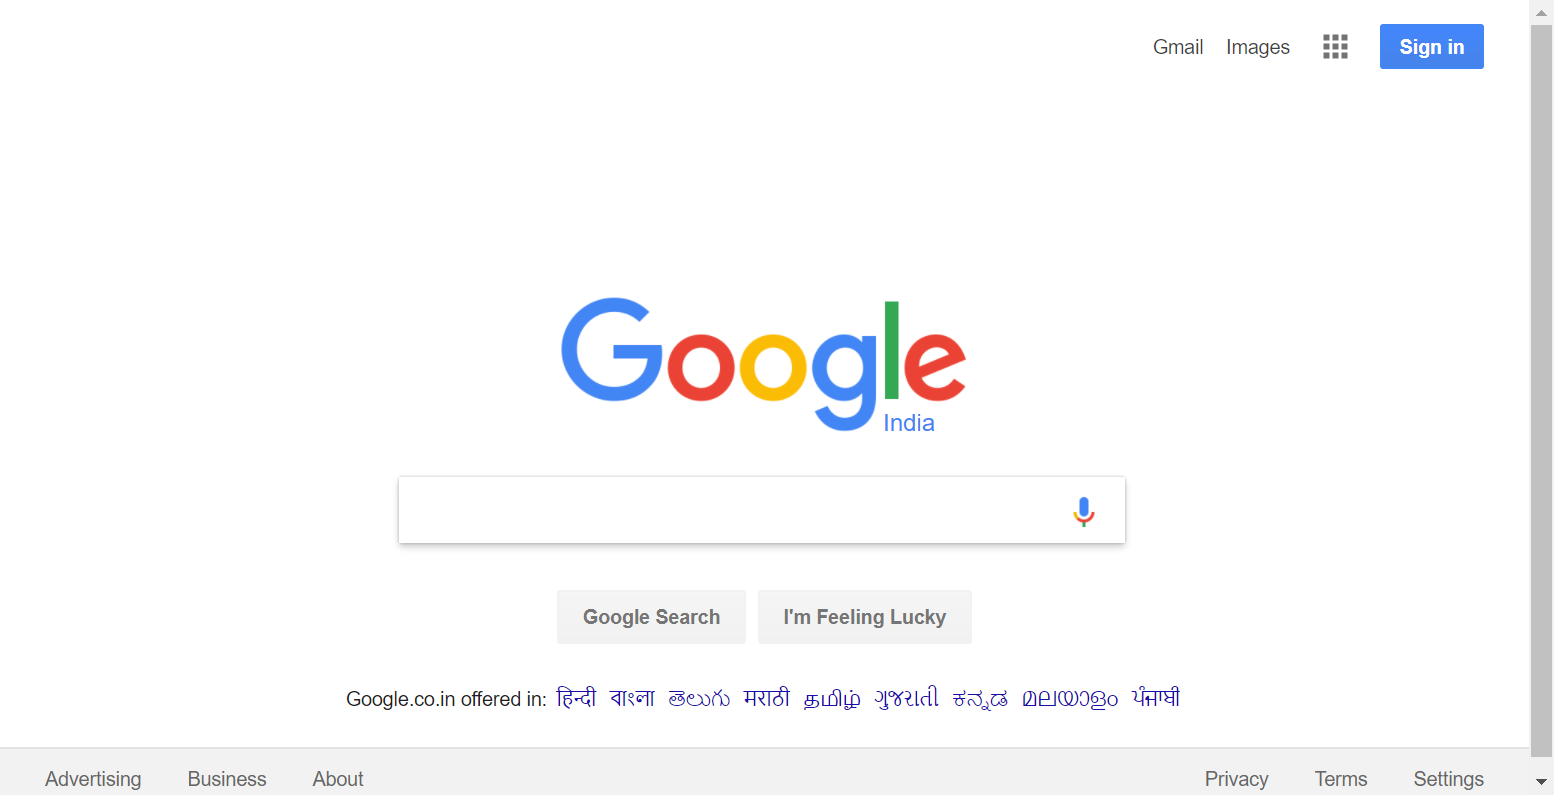 Gmail Images Sign in
Google
India
Google Search I'm Feeling Lucky
Google.co.in offered in: हिन्दी বাংলা తెలుగు मराठी தமிழ் ગુજરાતી ಕನ್ನಡ മലയാളം ਪੰਜਾਬੀ
Advertising Business About Privacy Terms Settings